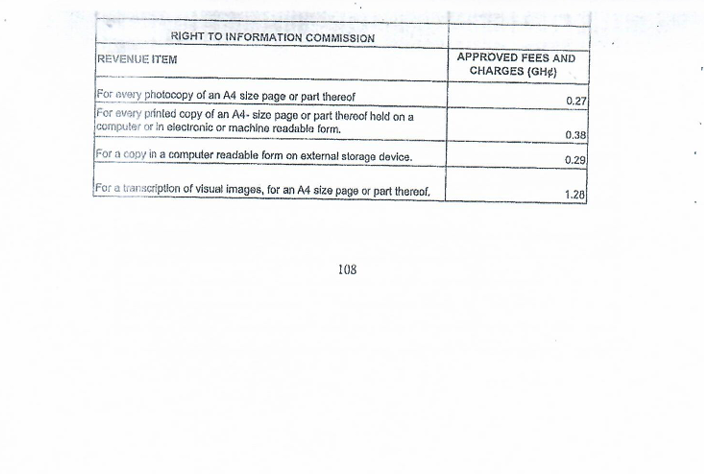 RIGHT TO INFORMATION COMMISSION
REVENUE ITEM
APPROVED FEES AND
CHARGES (GH¢)
For every photocopy of an A4 size page or part thereof
0.27
For every printed copy of an A4- size page or part thereof held on a
computer or in electronic or machine readable form.
0.38
For a copy in a computer readable form on external storage device.
0.29
For a transcription of visual images, for an A4 size page or part thereof.
1.28
108